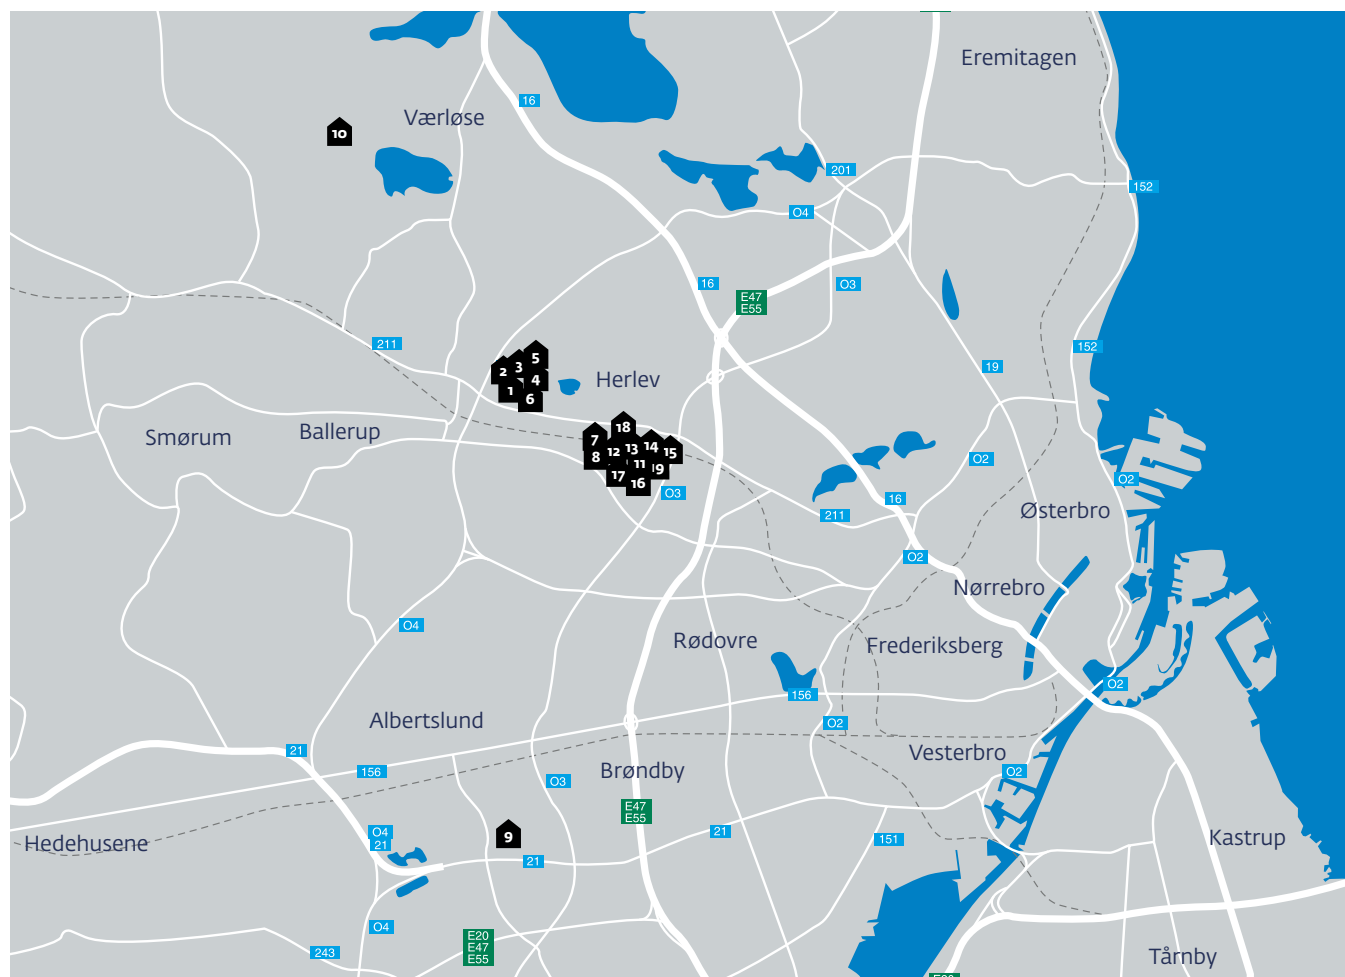 Eremitagen
16
Værløse
10
201
152
O4
16
O3
E47
E55
211
152
5
3
2
4
1
6
19
Herlev
18
Smørum
Ballerup
7
14
13
12
15
8
11
19
17
16
O3
O2
O2
16
211
Østerbro
O2
Nørrebro
O4
Rødovre
Frederiksberg
O2
156
Albertslund
O2
21
156
Vesterbro
Brøndby
O2
O3
E47
E55
O4
21
9
21
151
Kastrup
Hedehusene
21
O4
E20
E47
E55
243
Tårnby